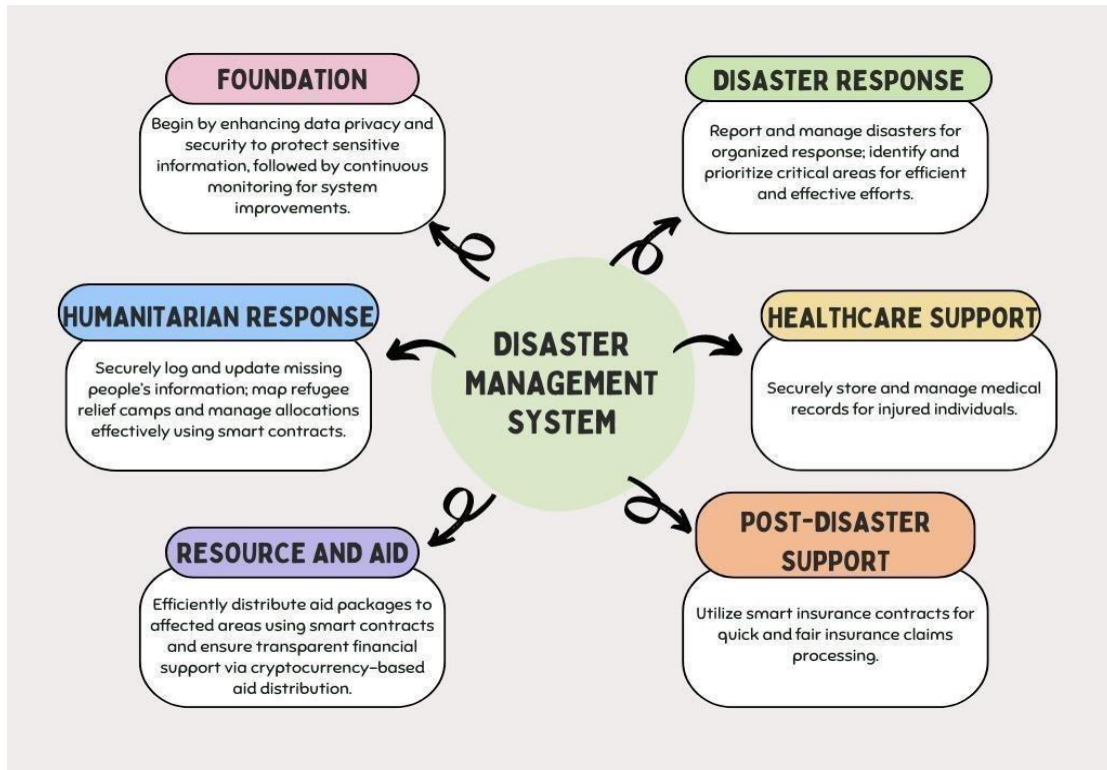 FOUNDATION
Begin by enhancing data privacy and
security to protect sensitive
information, followed by continuous
monitoring for system
improvements.
DISASTER RESPONSE
Report and manage disasters for
organized response; identify and
prioritize critical areas for efficient
and effective efforts.
HUMANITARIAN RESPONSE
Securely log and update missing
people's information; map refugee
relief camps and manage allocations
effectively using smart contracts.
DISASTER
MANAGEMENT
SYSTEM
HEALTHCARE SUPPORT
Securely store and manage medical
records for injured individuals.
RESOURCE AND AID
Efficiently distribute aid packages to
affected areas using smart contracts
and ensure transparent financial
support via cryptocurrency-based
aid distribution.
POST-DISASTER
SUPPORT
Utilize smart insurance contracts for
quick and fair insurance claims
processing.